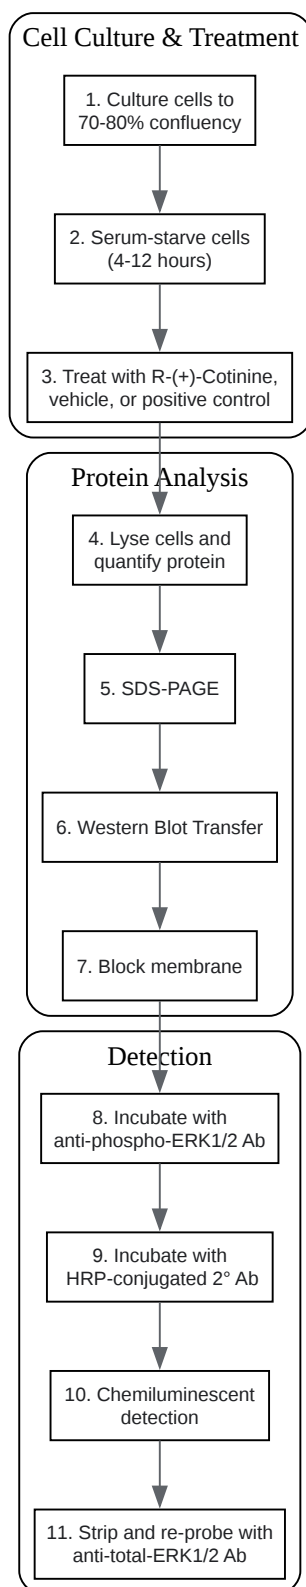 Cell Culture & Treatment
1. Culture cells to
70-80% confluency
2. Serum-starve cells
(4-12 hours)
3. Treat with R-(+)-Cotinine,
vehicle, or positive control
Protein Analysis
4. Lyse cells and
quantify protein
5. SDS-PAGE
6. Western Blot Transfer
7. Block membrane
Detection
8. Incubate with
anti-phospho-ERK1/2 Ab
9. Incubate with
HRP-conjugated 2° Ab
10. Chemiluminescent
detection
11. Strip and re-probe with
anti-total-ERK1/2 Ab